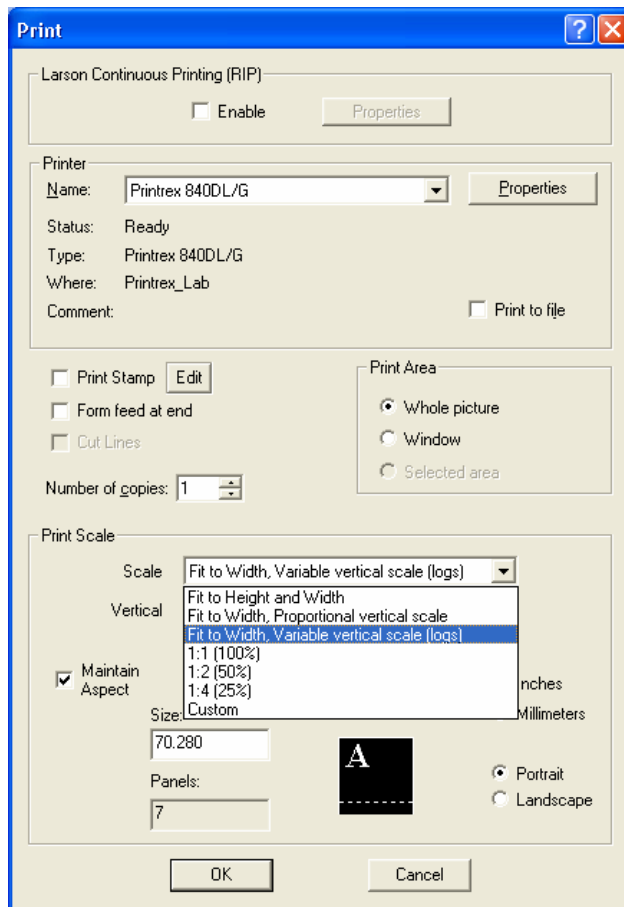 Print
Larson Continuous Printing (RIP)
Enable
Properties
Printer
Name:
Printrex 840DL/G
Properties
Status:
Ready
Type:
Printrex 840DL/G
Where:
Printrex_Lab
Comment:
Print to file
Print Stamp
Edit
Form feed at end
Cut Lines
Number of copies:
1
Print Area
Whole picture
Window
Selected area
Print Scale
Scale
Fit to Width, Variable vertical scale (logs)
Vertical
Fit to Height and Width
Fit to Width, Proportional vertical scale
Fit to Width, Variable vertical scale (logs)
1:1 (100%)
1:2 (50%)
1:4 (25%)
Custom
Maintain
Aspect
nches
Millimeters
Size:
70.280
Panels:
7
A
Portrait
Landscape
OK
Cancel